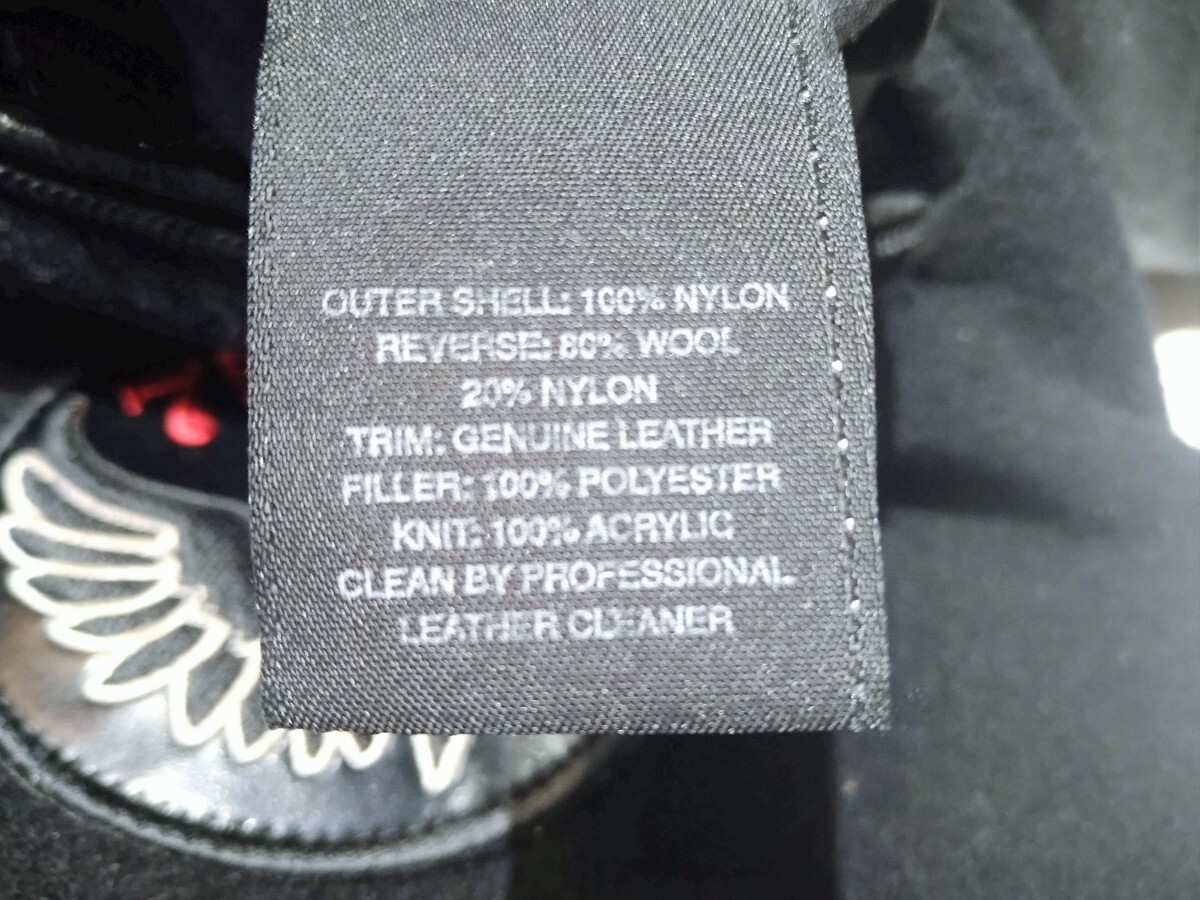 OUTER SHELL: 100% NYLON
REVERSE: 80% WOOL
20% NYLON
TRIM: GENUINE LEATHER
FILLER: 100% POLYESTER
KNIT: 100% ACRYLIC
CLEAN BY PROFESSIONAL
LEATHER CLEANER